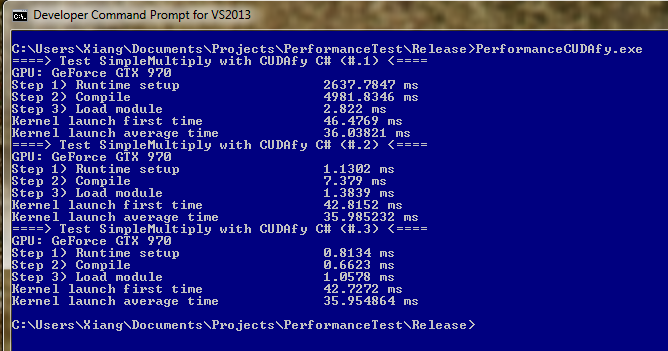 Developer Command Prompt for VS2013
C:\Users\Xiang\Documents\Projects\PerformanceTest\Release>PerformanceCUDAfy.exe
====> Test SimpleMultiply with CUDAfy C# (#.1) <====
GPU: GeForce GTX 970
Step 1) Runtime setup 2637.7847 ms
Step 2) Compile 4981.8346 ms
Step 3) Load module 2.822 ms
Kernel launch first time 46.4769 ms
Kernel launch average time 36.03821 ms
====> Test SimpleMultiply with CUDAfy C# (#.2) <====
GPU: GeForce GTX 970
Step 1) Runtime setup 1.1302 ms
Step 2) Compile 7.379 ms
Step 3) Load module 1.3839 ms
Kernel launch first time 42.8152 ms
Kernel launch average time 35.985232 ms
====> Test SimpleMultiply with CUDAfy C# (#.3) <====
GPU: GeForce GTX 970
Step 1) Runtime setup 0.8134 ms
Step 2) Compile 0.6623 ms
Step 3) Load module 1.0578 ms
Kernel launch first time 42.7272 ms
Kernel launch average time 35.954864 ms
C:\Users\Xiang\Documents\Projects\PerformanceTest\Release>